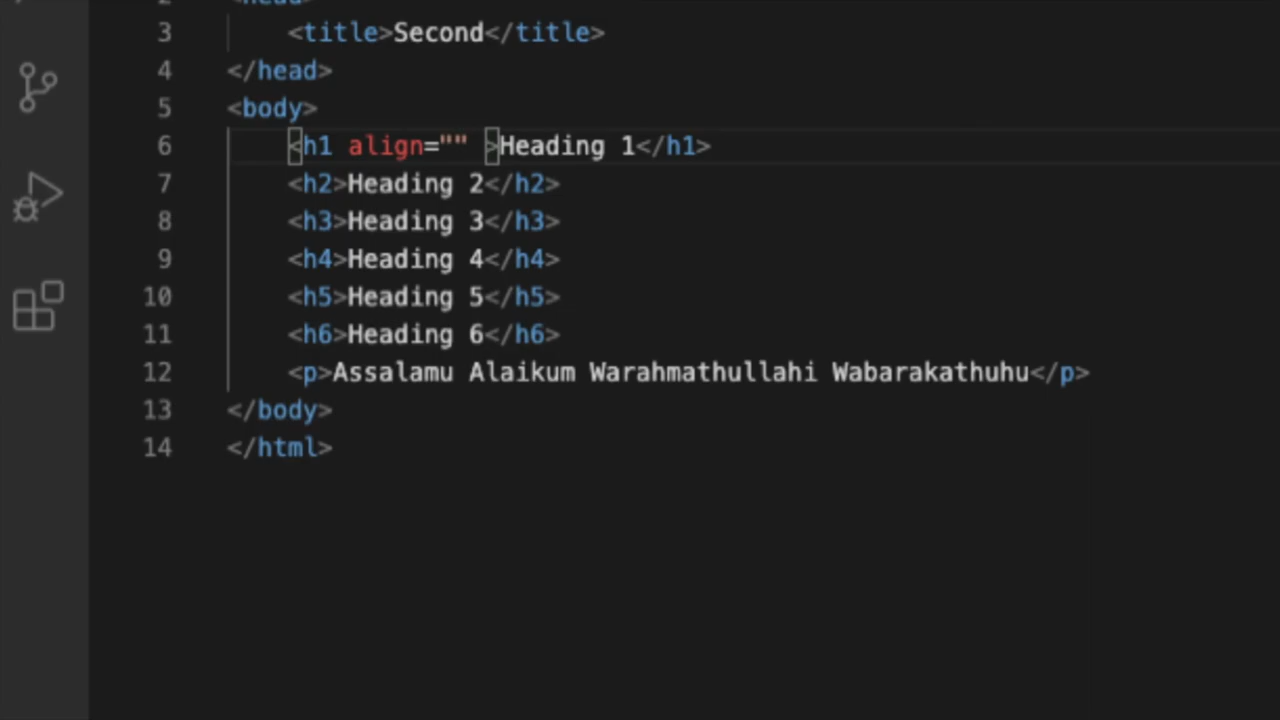 2 <head>
3 <title>Second</title>
4 </head>
5 <body>
6 <h1 align="" >Heading 1</h1>
7 <h2>Heading 2</h2>
8 <h3>Heading 3</h3>
9 <h4>Heading 4</h4>
10 <h5>Heading 5</h5>
11 <h6>Heading 6</h6>
12 <p>Assalamu Alaikum Warahmathullahi Wabarakathuhu</p>
13 </body>
14 </html>